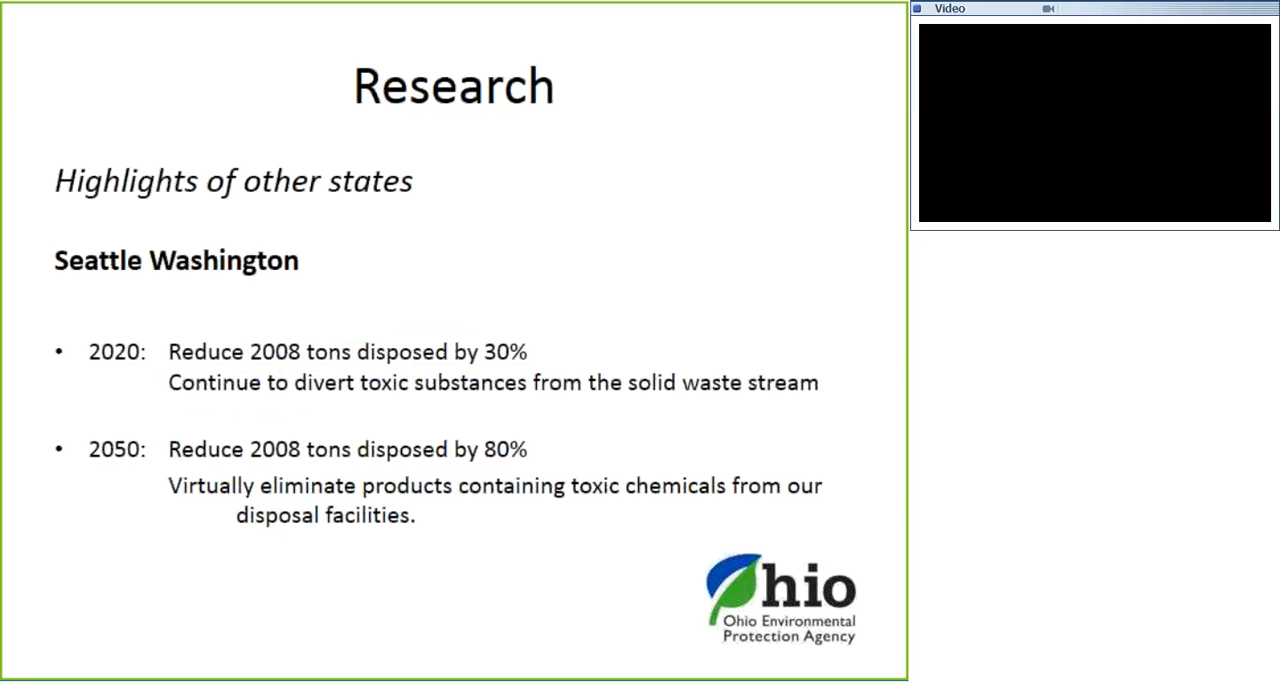 Research
Highlights of other states
Seattle Washington
• 2020: Reduce 2008 tons disposed by 30%
Continue to divert toxic substances from the solid waste stream
• 2050: Reduce 2008 tons disposed by 80%
Virtually eliminate products containing toxic chemicals from our
disposal facilities.
Ohio
Ohio Environmental
Protection Agency
Video